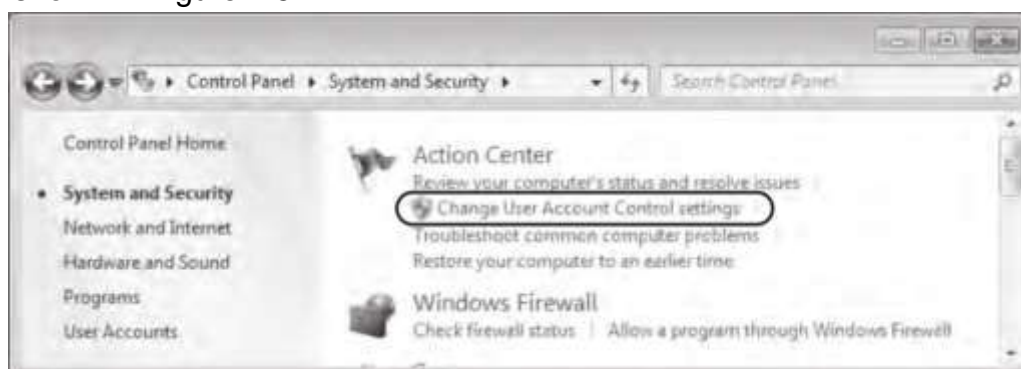 Control Panel ▸ System and Security ▸
Search Control Panel
Control Panel Home
System and Security
Network and Internet
Hardware and Sound
Programs
User Accounts
Action Center
Review your computer's status and resolve issues
Change User Account Control settings
Troubleshoot common computer problems
Restore your computer to an earlier time
Windows Firewall
Check firewall status | Allow a program through Windows Firewall